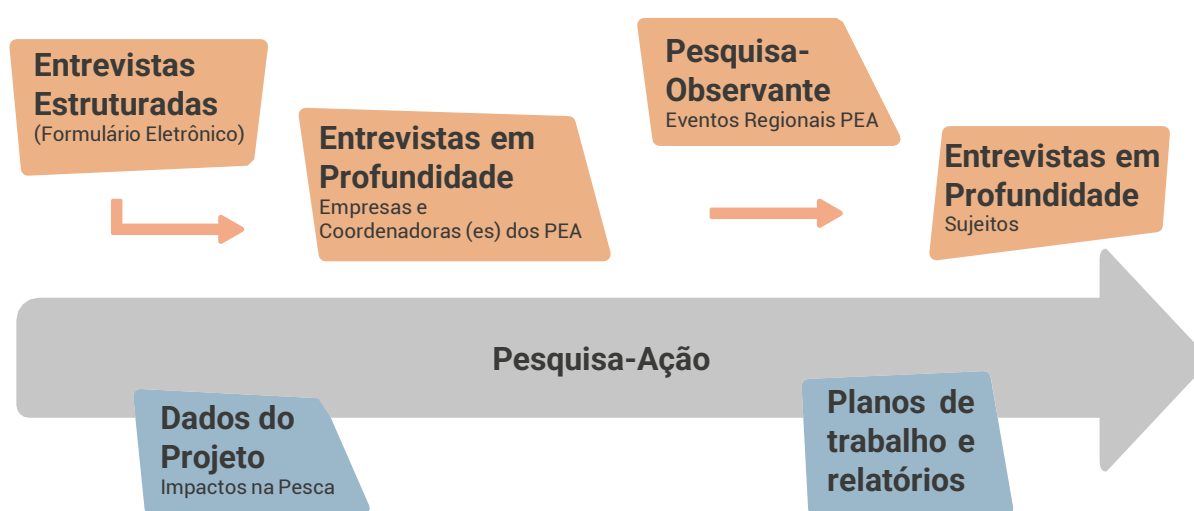 Entrevistas
Estruturadas
(Formulário Eletrônico)
Entrevistas em
Profundidade
Empresas e
Coordenadoras (es) dos PEA
Pesquisa-
Observante
Eventos Regionais PEA
Entrevistas em
Profundidade
Sujeitos
Pesquisa-Ação
Dados do
Projeto
Impactos na Pesca
Planos de
trabalho e
relatórios